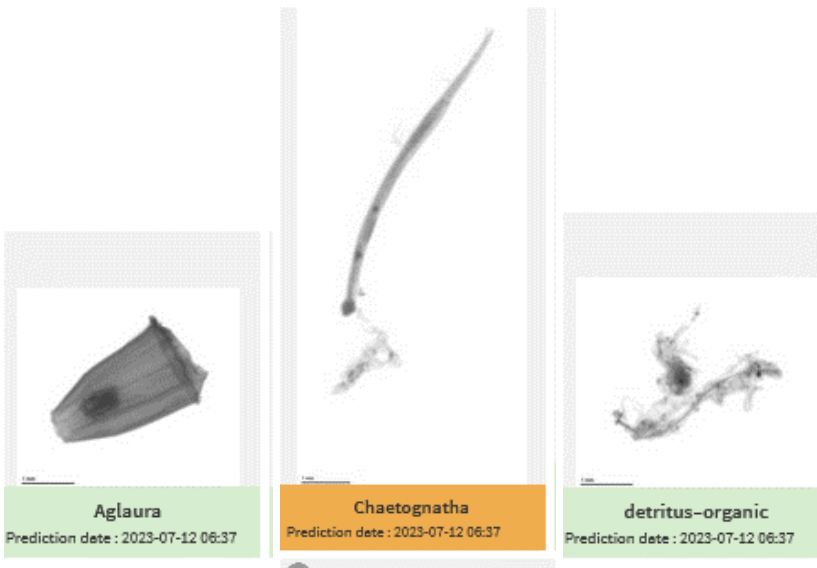 Aglaura
Prediction date : 2023-07-12 06:37
Chaetognatha
Prediction date : 2023-07-12 06:37
detritus-organic
Prediction date : 2023-07-12 06:37